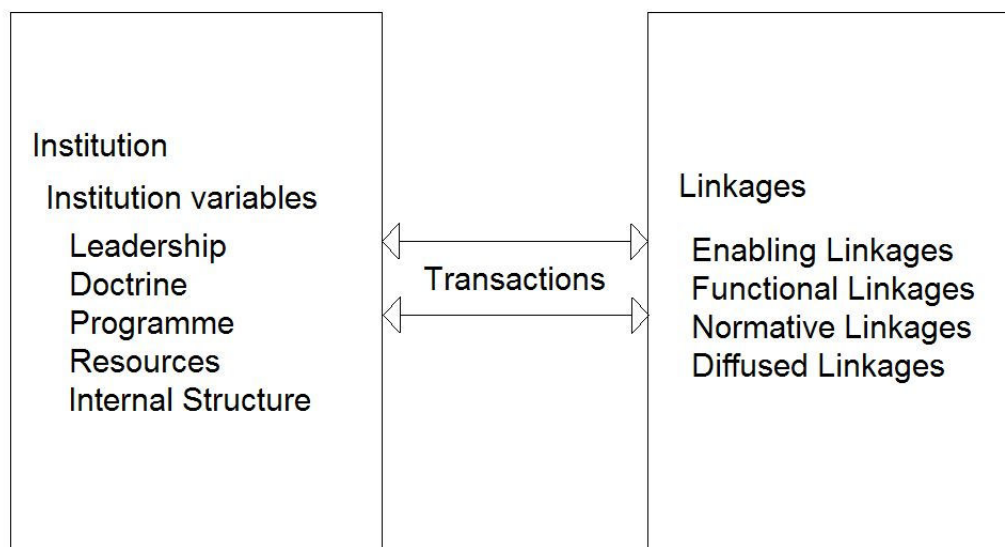 Institution
Institution variables
Leadership
Doctrine
Programme
Resources
Internal Structure
Transactions
Linkages
Enabling Linkages
Functional Linkages
Normative Linkages
Diffused Linkages